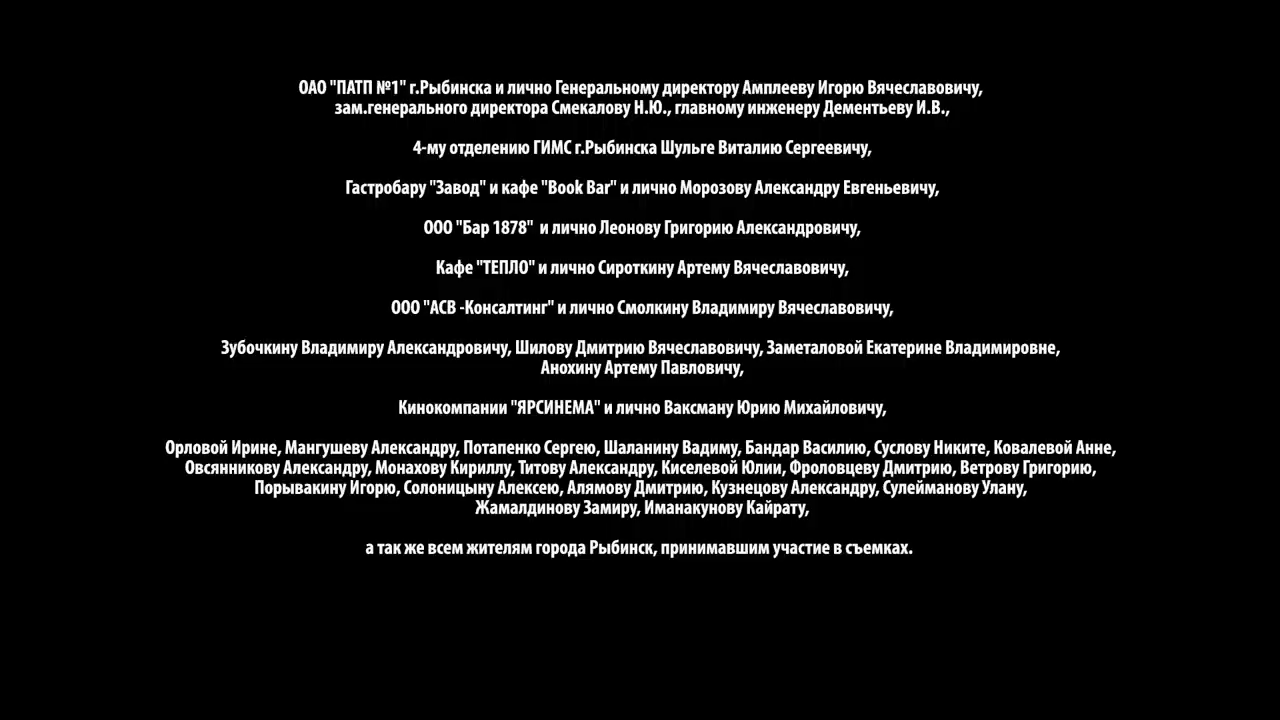 ОАО "ПАТП №1" г.Рыбинска и лично Генеральному директору Амплееву Игорю Вячеславовичу,
зам.генерального директора Смекалову Н.Ю., главному инженеру Дементьеву И.В.,
4-му отделению ГИМС г.Рыбинска Шульге Виталию Сергеевичу,
Гастробару "Завод" и кафе "Book Bar" и лично Морозову Александру Евгеньевичу,
ООО "Бар 1878" и лично Леонову Григорию Александровичу,
Кафе "ТЕПЛО" и лично Сироткину Артему Вячеславовичу,
ООО "АСВ -Консалтинг" и лично Смолкину Владимиру Вячеславовичу,
Зубочкину Владимиру Александровичу, Шилову Дмитрию Вячеславовичу, Заметаловой Екатерине Владимировне,
Анохину Артему Павловичу,
Кинокомпании "ЯРСИНЕМА" и лично Ваксману Юрию Михайловичу,
Орловой Ирине, Мангушеву Александру, Потапенко Сергею, Шапанину Вадиму, Бандар Василию, Суслову Никите, Ковалевой Анне,
Овсянникову Александру, Монахову Кириллу, Титову Александру, Киселевой Юлии, Фроловцеву Дмитрию, Ветрову Григорию,
Порывакину Игорю, Солоницыну Алексею, Алямову Дмитрию, Кузнецову Александру, Сулейманову Улану,
Жамалдинову Замиру, Иманакунову Кайрату,
а так же всем жителям города Рыбинск, принимавшим участие в съемках.